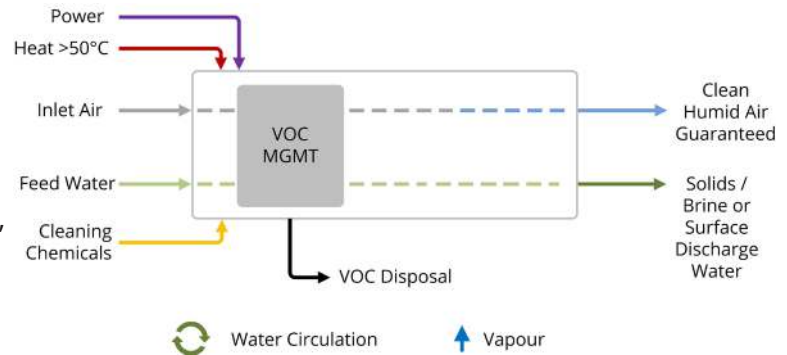 Power
Heat >50°C
Inlet Air
Feed Water
,
Cleaning
Chemicals
VOC
MGMT
VOC Disposal
Clean
Humid Air
Guaranteed
Solids /
Brine or
Surface
Discharge
Water
Water Circulation
Vapour